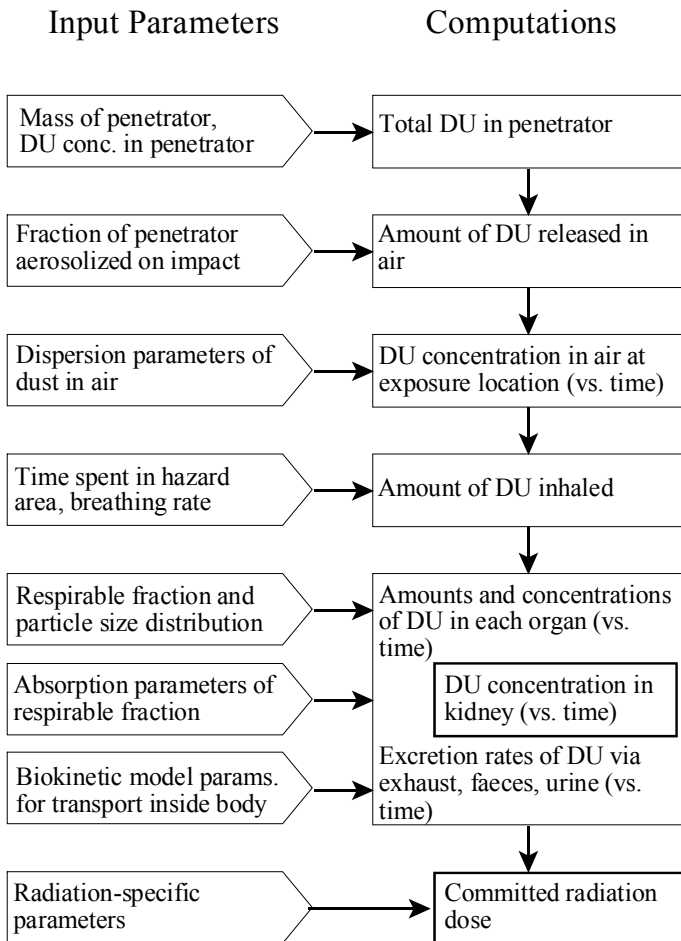 Input Parameters
Computations
Mass of penetrator,
DU conc. in penetrator
Total DU in penetrator
Fraction of penetrator
aerosolized on impact
Amount of DU released in
air
Dispersion parameters of
dust in air
DU concentration in air at
exposure location (vs. time)
Time spent in hazard
area, breathing rate
Amount of DU inhaled
Respirable fraction and
particle size distribution
Absorption parameters of
respirable fraction
Biokinetic model params.
for transport inside body
Amounts and concentrations
of DU in each organ (vs.
time)
DU concentration in
kidney (vs. time)
Excretion rates of DU via
exhaust, faeces, urine (vs.
time)
Radiation-specific
parameters
Committed radiation
dose